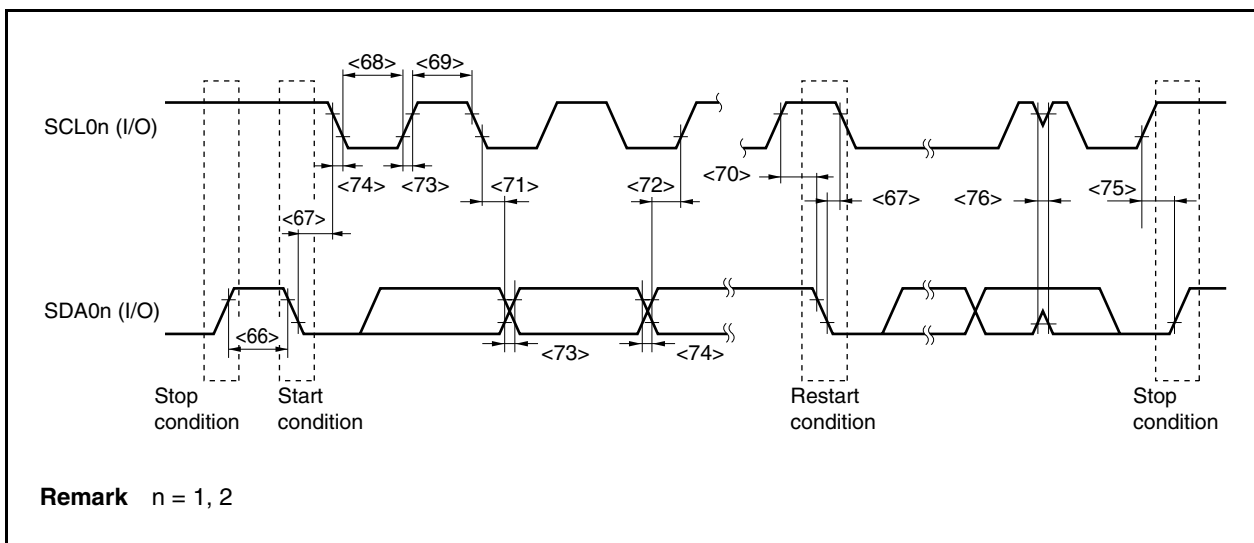 <68>
<69>
SCL0n (I/O)
<74>
<73>
<71>
<72>
<70>
<67>
<76>
<75>
<67>
SDA0n (I/O)
<66>
<73>
<74>
Stop
condition
Start
condition
Restart
condition
Stop
condition
Remark n = 1, 2